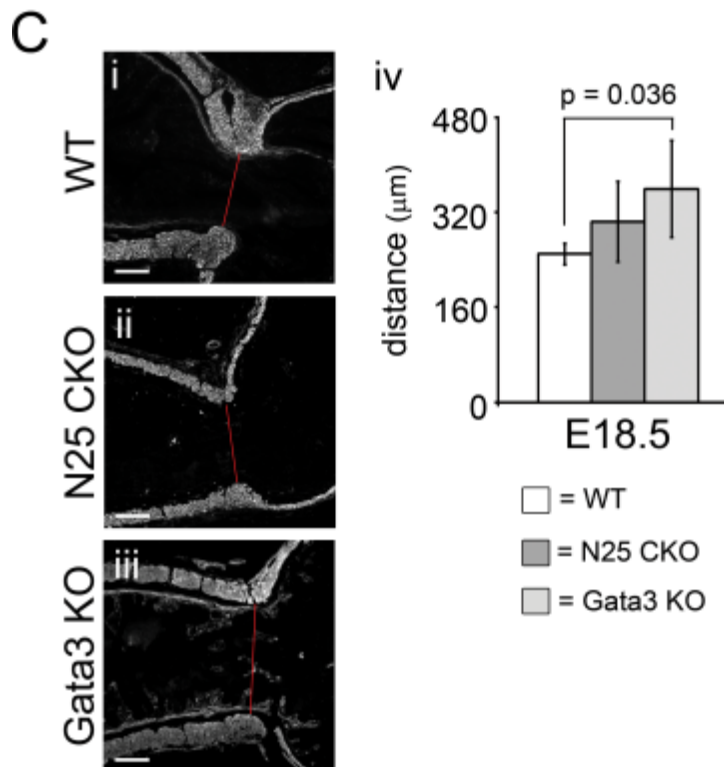 C
WT
i
N25 CKO
ii
Gata3 KO
iii
iv
p = 0.036
distance (µm)
480
320
160
0
E18.5
= WT
= N25 CKO
= Gata3 KO